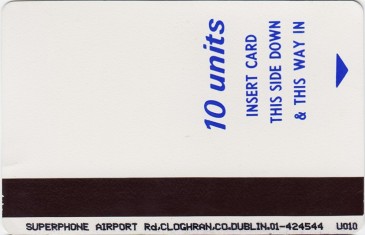 10 units
INSERT CARD
THIS SIDE DOWN
& THIS WAY IN
SUPERPHONE AIRPORT Rd,CLOGHRAN,CO.DUBLIN.01-424544 U010